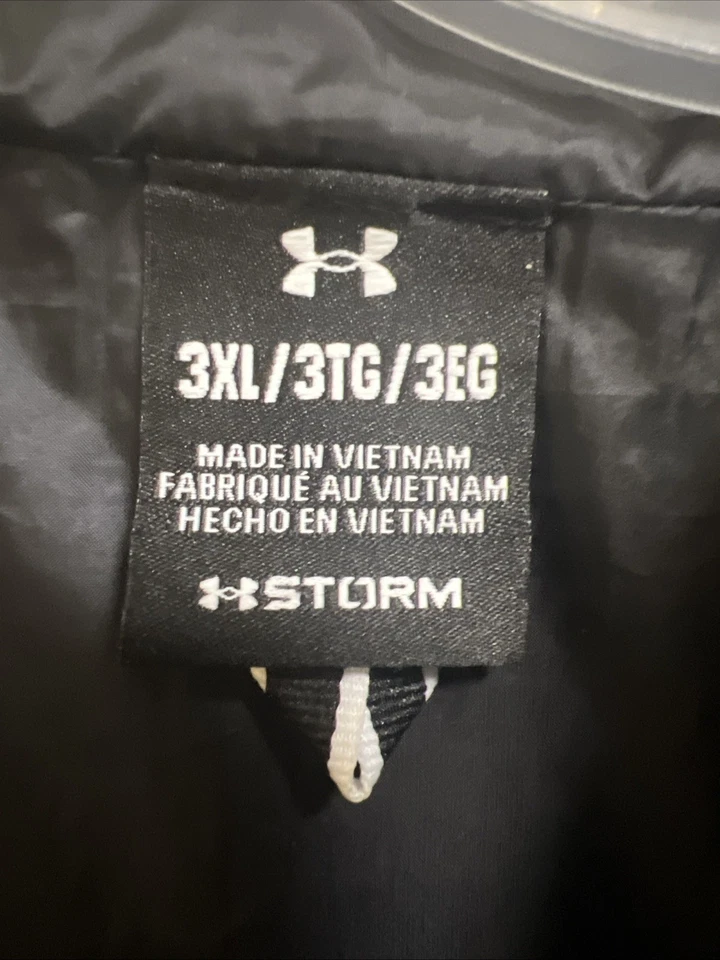 3XL/3TG/3EG
MADE IN VIETNAM
FABRIQUÉ AU VIETNAM
HECHO EN VIETNAM
STORM